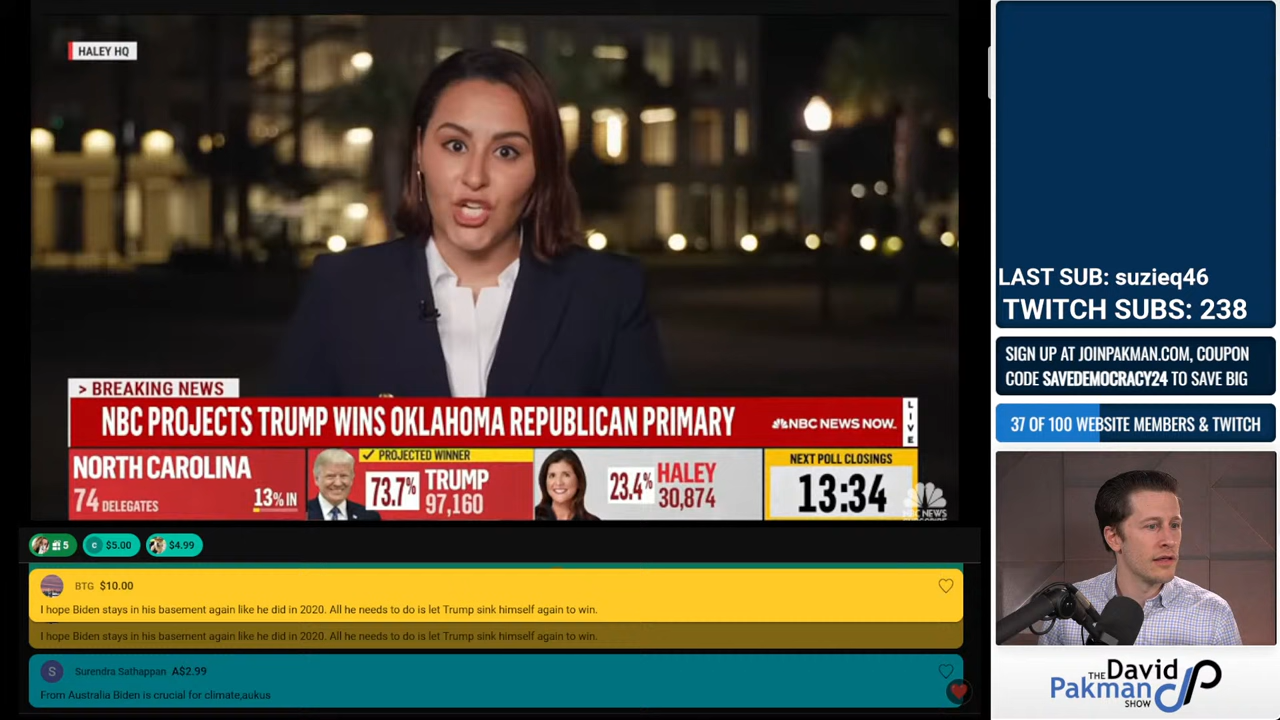 HALEY HQ
> BREAKING NEWS
NBC PROJECTS TRUMP WINS OKLAHOMA REPUBLICAN PRIMARY
NBC NEWS NOW.
LIVE
NORTH CAROLINA
74 DELEGATES
13% IN
✓ PROJECTED WINNER
73.7%
TRUMP
97,160
23.4%
HALEY
30,874
NEXT POLL CLOSINGS
13:34
NBC NEWS
5
C $5.00
$4.99
BTG $10.00
I hope Biden stays in his basement again like he did in 2020. All he needs to do is let Trump sink himself again to win.
I hope Biden stays in his basement again like he did in 2020. All he needs to do is let Trump sink himself again to win.
S Surendra Sathappan A$2.99
From Australia Biden is crucial for climate,aukus
LAST SUB: suzieq46
TWITCH SUBS: 238
SIGN UP AT JOINPAKMAN.COM, COUPON
CODE SAVEDEMOCRACY24 TO SAVE BIG
37 OF 100 WEBSITE MEMBERS & TWITCH
THE David
Pakman
SHOW